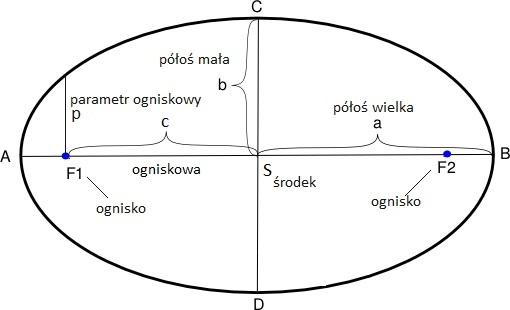 C
półoś mała
b
parametr ogniskowy
p
półoś wielka
a
c
A
B
F1
ogniskowa
S
środek
F2
ognisko
ognisko
D